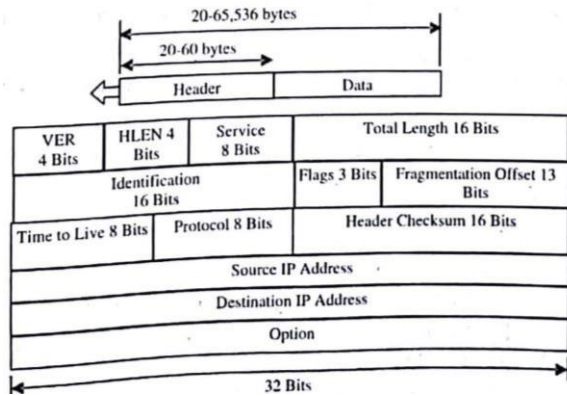 20-65,536 bytes
20-60 bytes
Header
Data
VER
4 Bits
HLEN 4
Bits
Service
8 Bits
Total Length 16 Bits
Identification
16 Bits
Flags 3 Bits
Fragmentation Offset 13
Bits
Time to Live 8 Bits
Protocol 8 Bits
Header Checksum 16 Bits
Source IP Address
Destination IP Address
Option
32 Bits